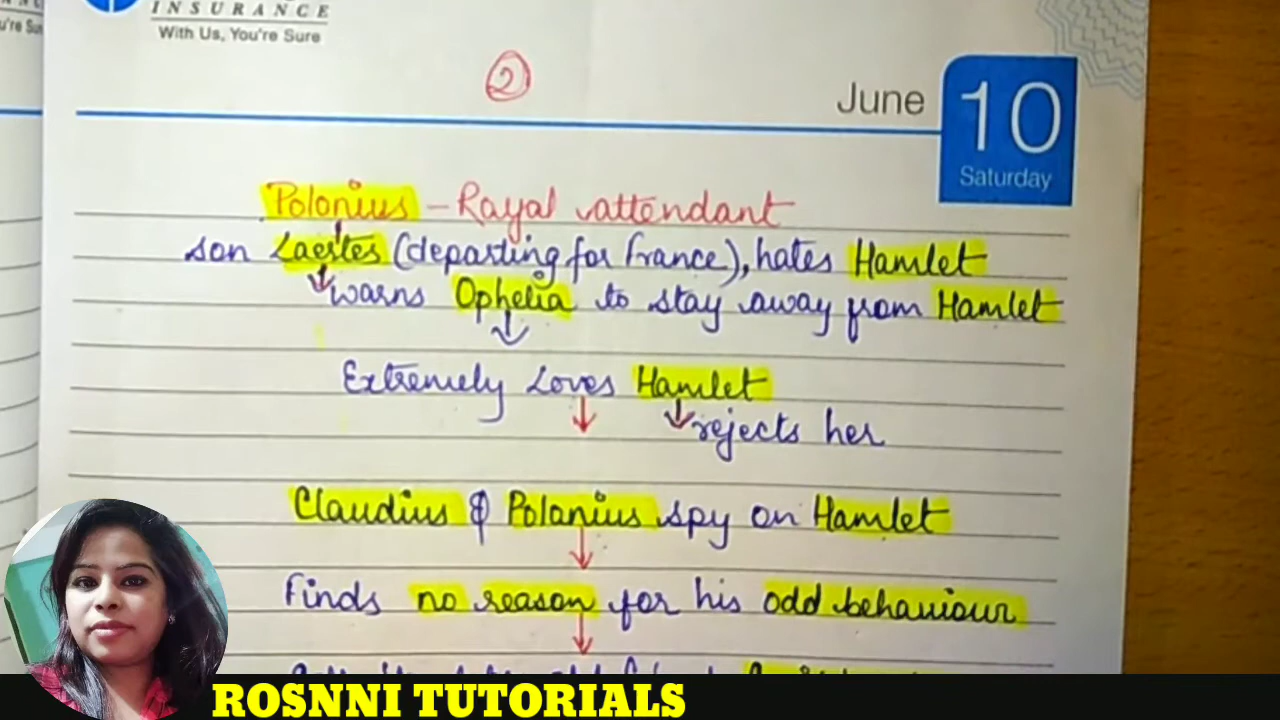 INSURANCE
With Us, You're Sure
2
June 10
Saturday
Polonius - Royal attendant
son Laertes (departing for France), hates Hamlet
warns Ophelia to stay away from Hamlet
Extremely Loves Hamlet
rejects her
Claudius & Polonius spy on Hamlet
Finds no reason for his odd behaviour
ROSNNI TUTORIALS